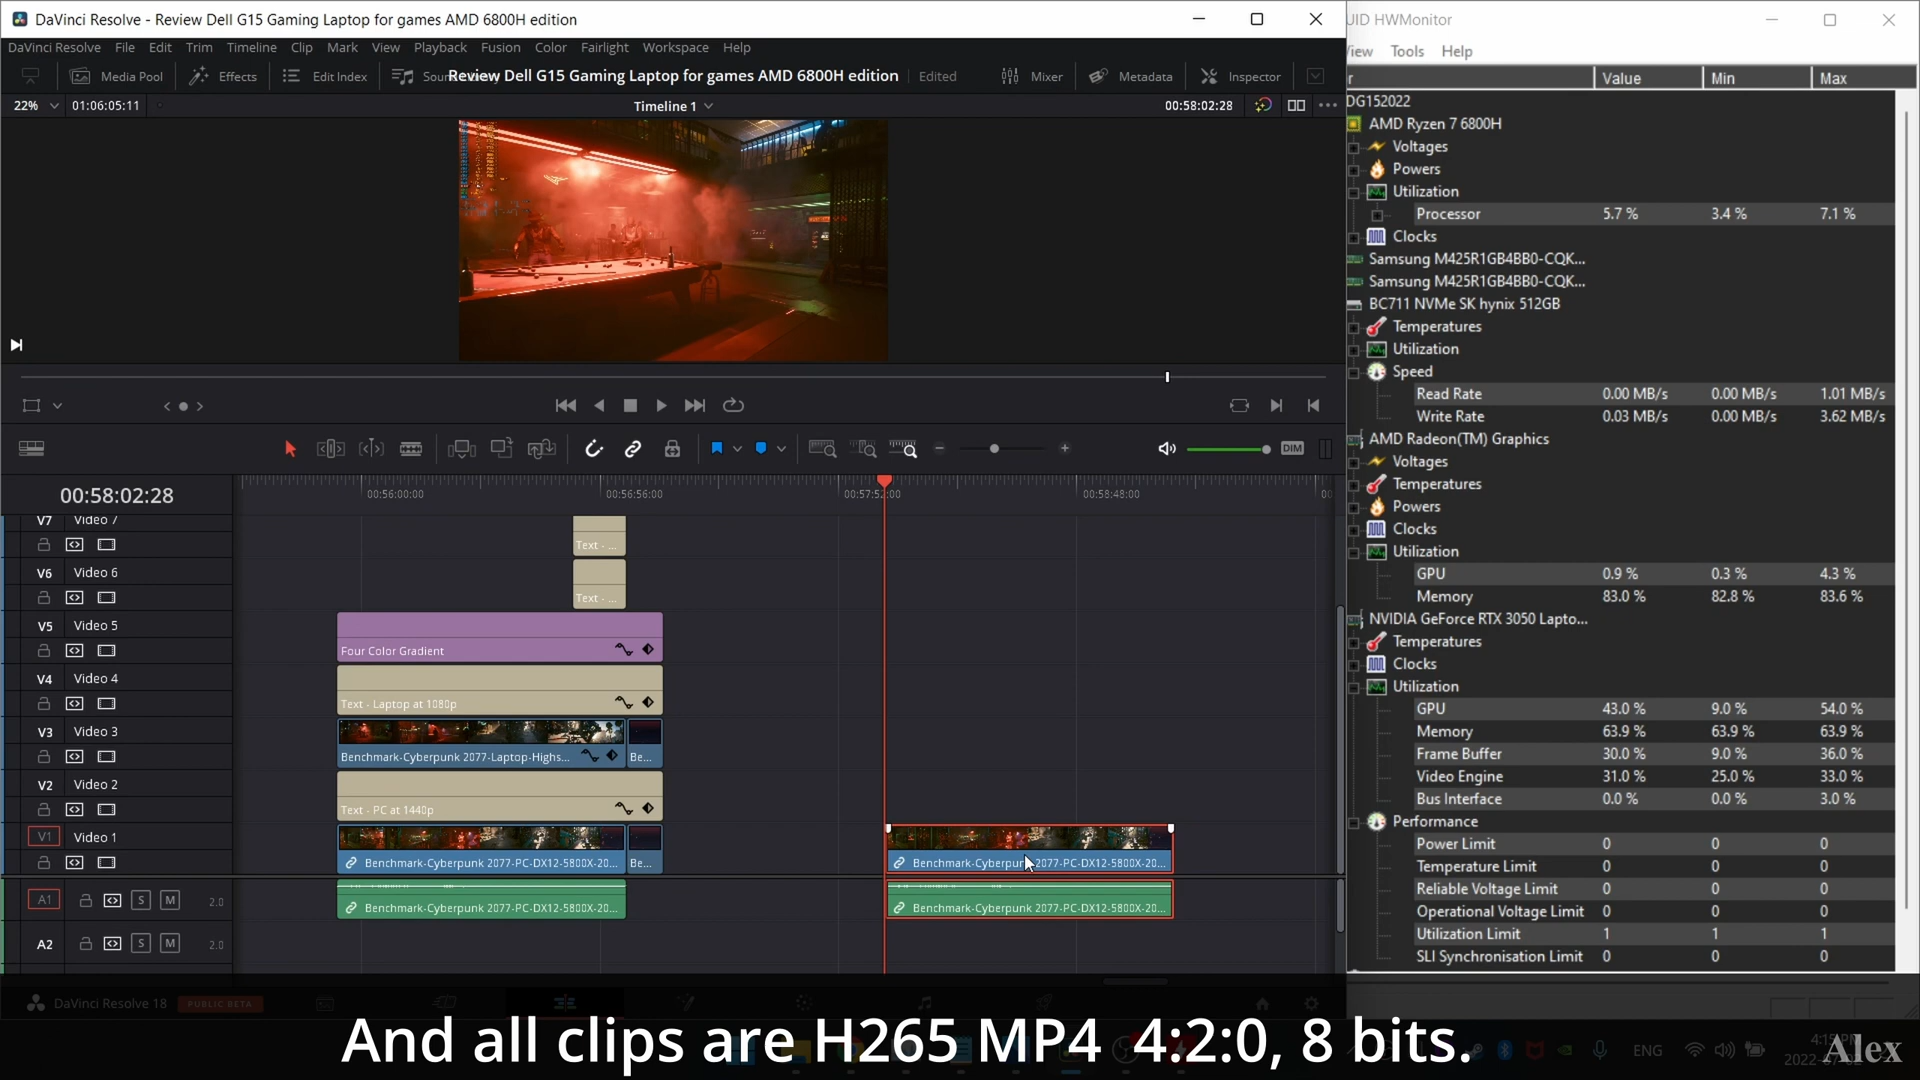 DaVinci Resolve - Review Dell G15 Gaming Laptop for games AMD 6800H edition
DaVinci Resolve File Edit Trim Timeline Clip Mark View Playback Fusion Color Fairlight Workspace Help
Media Pool Effects Edit Index Review Dell G15 Gaming Laptop for games AMD 6800H edition Edited Mixer Metadata Inspector
22% 01:06:05:11 Timeline 1 00:58:02:28
DIM
00:58:02:28 00:56:00:00 00:56:56:00 00:57:52:00 00:58:48:00
V7 Video 7
Text - ...
V6 Video 6
Text - ...
V5 Video 5
Four Color Gradient
V4 Video 4
Text - Laptop at 1080p
V3 Video 3
Benchmark-Cyberpunk 2077-Laptop-Highs... Be...
V2 Video 2
Text - PC at 1440p
V1 Video 1
Benchmark-Cyberpunk 2077-PC-DX12-5800X-20... Be... Benchmark-Cyberpunk 2077-PC-DX12-5800X-20...
A1 S M 2.0
Benchmark-Cyberpunk 2077-PC-DX12-5800X-20... Benchmark-Cyberpunk 2077-PC-DX12-5800X-20...
A2 S M 2.0
DaVinci Resolve 18 PUBLIC BETA
UID HWMonitor
View Tools Help
r Value Min Max
DG152022
AMD Ryzen 7 6800H
Voltages
Powers
Utilization
Processor 5.7 % 3.4 % 7.1 %
Clocks
Samsung M425R1GB4BB0-CQK...
Samsung M425R1GB4BB0-CQK...
BC711 NVMe SK hynix 512GB
Temperatures
Utilization
Speed
Read Rate 0.00 MB/s 0.00 MB/s 1.01 MB/s
Write Rate 0.03 MB/s 0.00 MB/s 3.62 MB/s
AMD Radeon(TM) Graphics
Voltages
Temperatures
Powers
Clocks
Utilization
GPU 0.9 % 0.3 % 4.3 %
Memory 83.0 % 82.8 % 83.6 %
NVIDIA GeForce RTX 3050 Lapto...
Temperatures
Clocks
Utilization
GPU 43.0 % 9.0 % 54.0 %
Memory 63.9 % 63.9 % 63.9 %
Frame Buffer 30.0 % 9.0 % 36.0 %
Video Engine 31.0 % 25.0 % 33.0 %
Bus Interface 0.0 % 0.0 % 3.0 %
Performance
Power Limit 0 0 0
Temperature Limit 0 0 0
Reliable Voltage Limit 0 0 0
Operational Voltage Limit 0 0 0
Utilization Limit 1 1 1
SLI Synchronisation Limit 0 0 0
And all clips are H265 MP4 4:2:0, 8 bits.
ENG
Alex